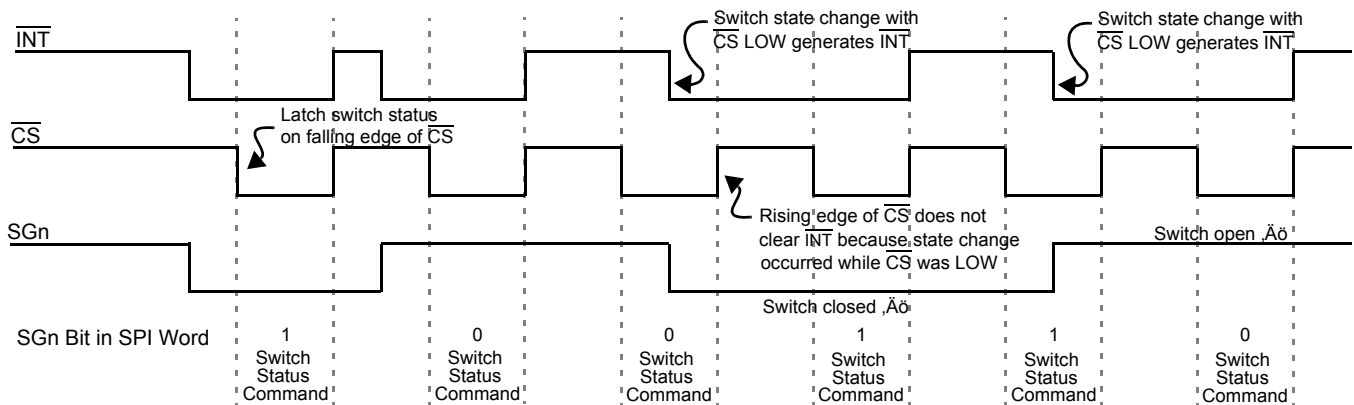 Switch state change with
CS LOW generates INT
Switch state change with
CS LOW generates INT
INT
Latch switch status
on falling edge of CS
CS
Rising edge of CS does not
clear INT because state change
occurred while CS was LOW
SGn
Switch open ‚Äö
Switch closed ‚Äö
SGn Bit in SPI Word
1
Switch
Status
Command
0
Switch
Status
Command
0
Switch
Status
Command
1
Switch
Status
Command
1
Switch
Status
Command
0
Switch
Status
Command